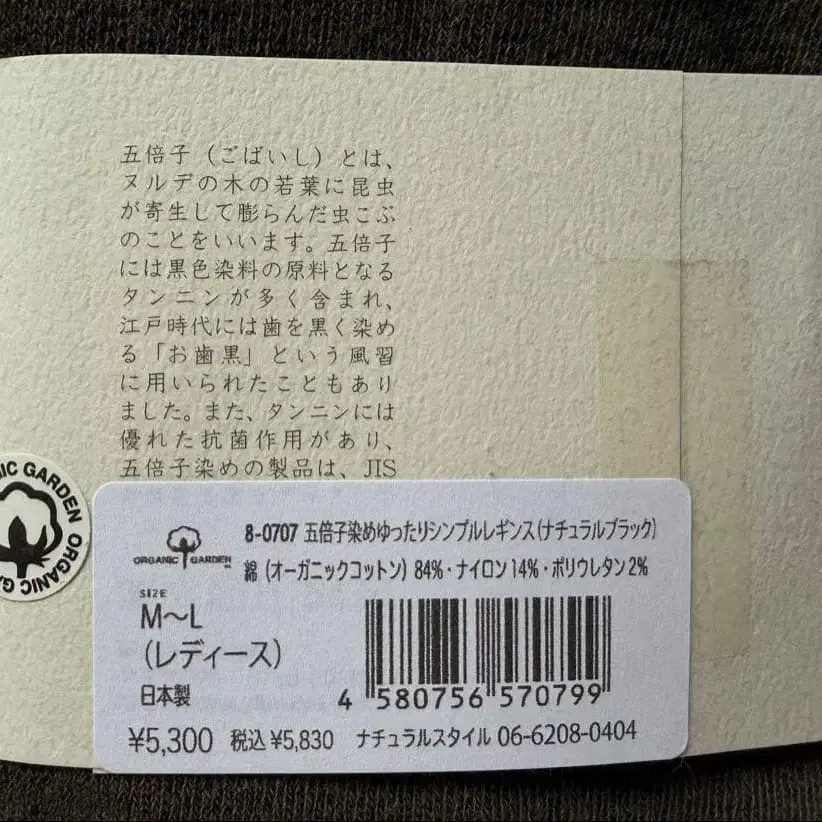 五倍子（ごばいし）とは、
ヌルデの木の若葉に昆虫
が寄生して膨らんだ虫こぶ
のことをいいます。五倍子
には黒色染料の原料となる
タンニンが多く含まれ、
江戸時代には歯を黒く染め
る「お歯黒」という風習
に用いられたこともあり
ました。また、タンニンには
優れた抗菌作用があり、
五倍子染めの製品は、JIS
GARDEN ORGANIC
8-0707 五倍子染めゆったりシンプルレギンス(ナチュラルブラック)
ORGANIC GARDEN
綿 (オーガニックコットン) 84%・ナイロン14%・ポリウレタン2%
SIZE
M〜L
(レディース)
日本製
4 580756 570799
¥5,300 税込 ¥5,830 ナチュラルスタイル 06-6208-0404